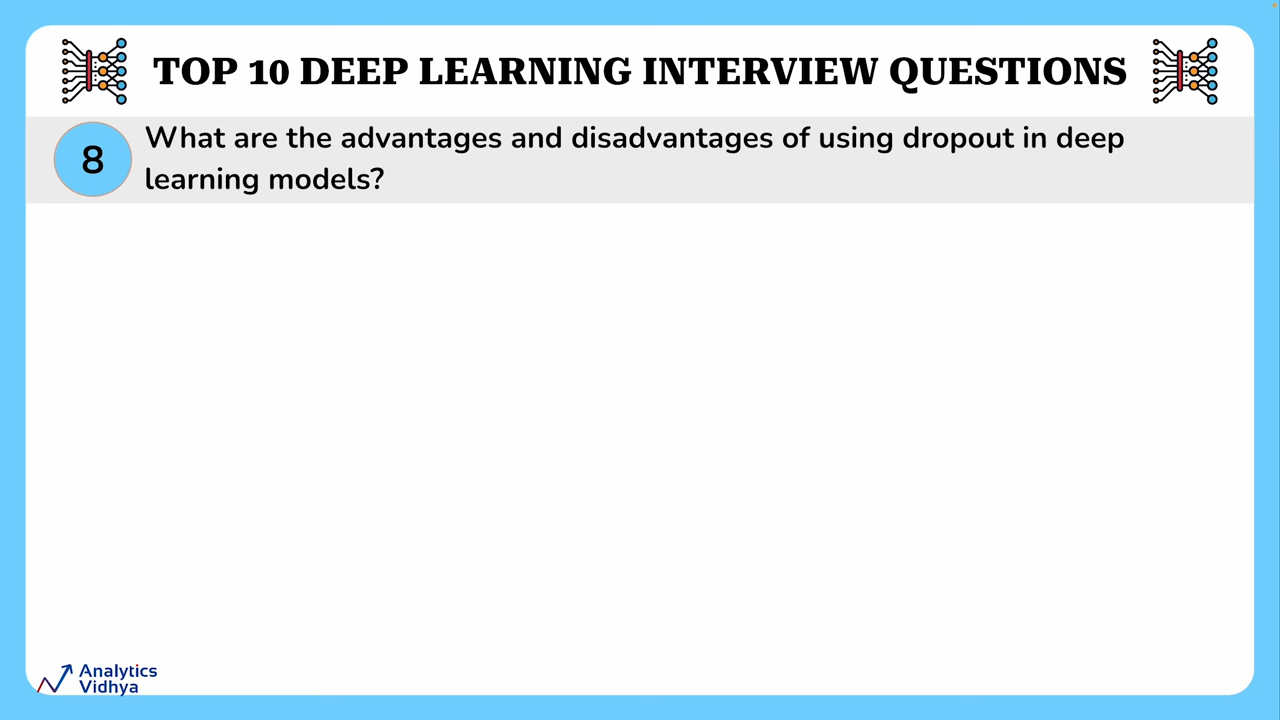 TOP 10 DEEP LEARNING INTERVIEW QUESTIONS
8
What are the advantages and disadvantages of using dropout in deep
learning models?
Analytics
Vidhya